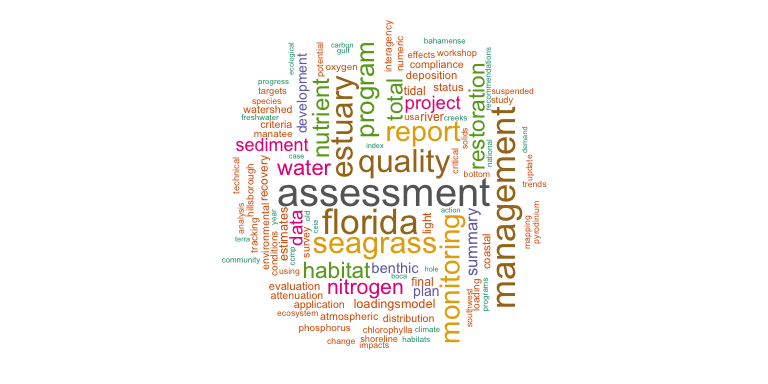 bahamense
carbon
gulf
interagency
numeric
effects
workshop
compliance
recommendations
ecological
potential
oxygen
deposition
progress
development
program
total
tidal
status
suspended
targets
nutrient
estuary
project
restoration
study
species
watershed
freshwater
criteria
usa
river
creeks
manatee
report
solids
national
management
demand
sediment
index
case
water
quality
critical
bottom
update
trends
technical
recovery
assessment
hillsborough
analysis
year
old
data
florida
light
action
monitoring
summary
mapping
pyrodinium
tracking
environmental
estimates
survey
ceia
seagrass
coastal
terra
conditions
community
ccmp
using
habitat
benthic
hole
boca
final
plan
programs
loading
southwest
evaluation
nitrogen
attenuation
application
loadings
model
ecosystem
atmospheric
distribution
phosphorus
chlorophylla
climate
change
shoreline
habitats
impacts